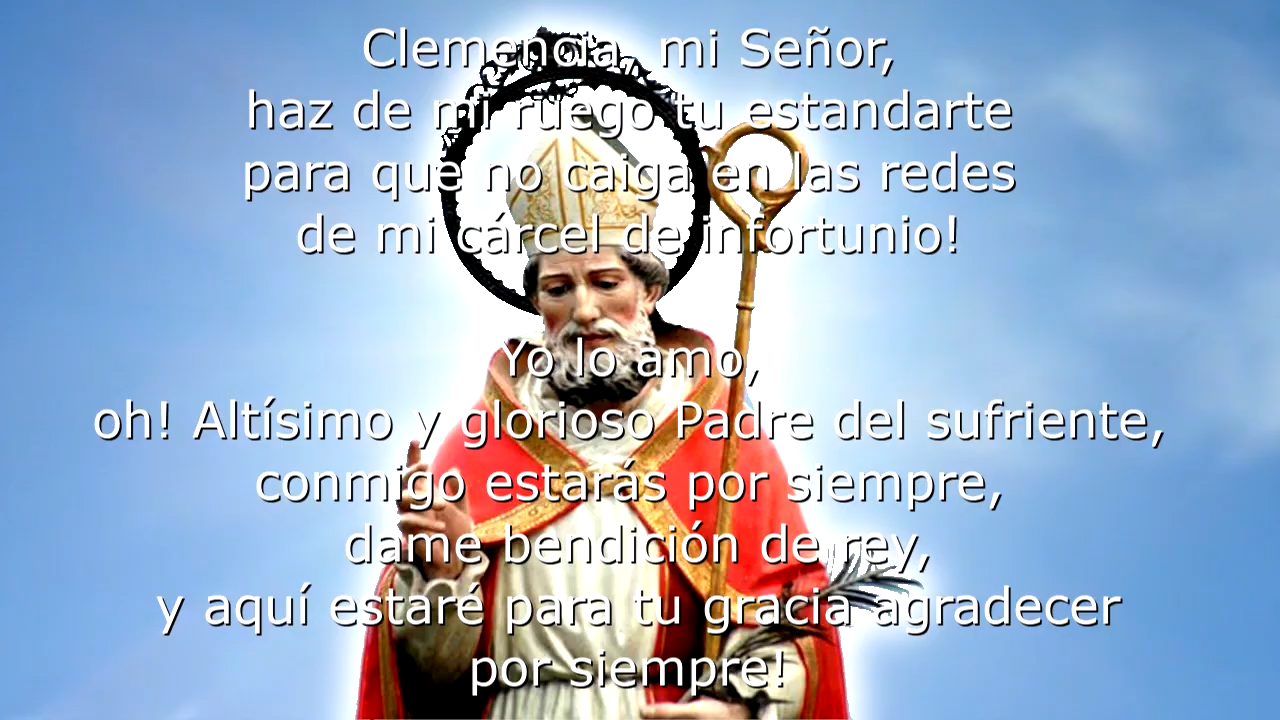 Clemencia, mi Señor,
haz de mi ruego tu estandarte
para que no caiga en las redes
de mi cárcel de infortunio!
Yo lo amo,
oh! Altísimo y glorioso Padre del sufriente,
conmigo estarás por siempre,
dame bendición de rey,
y aquí estaré para tu gracia agradecer
por siempre!